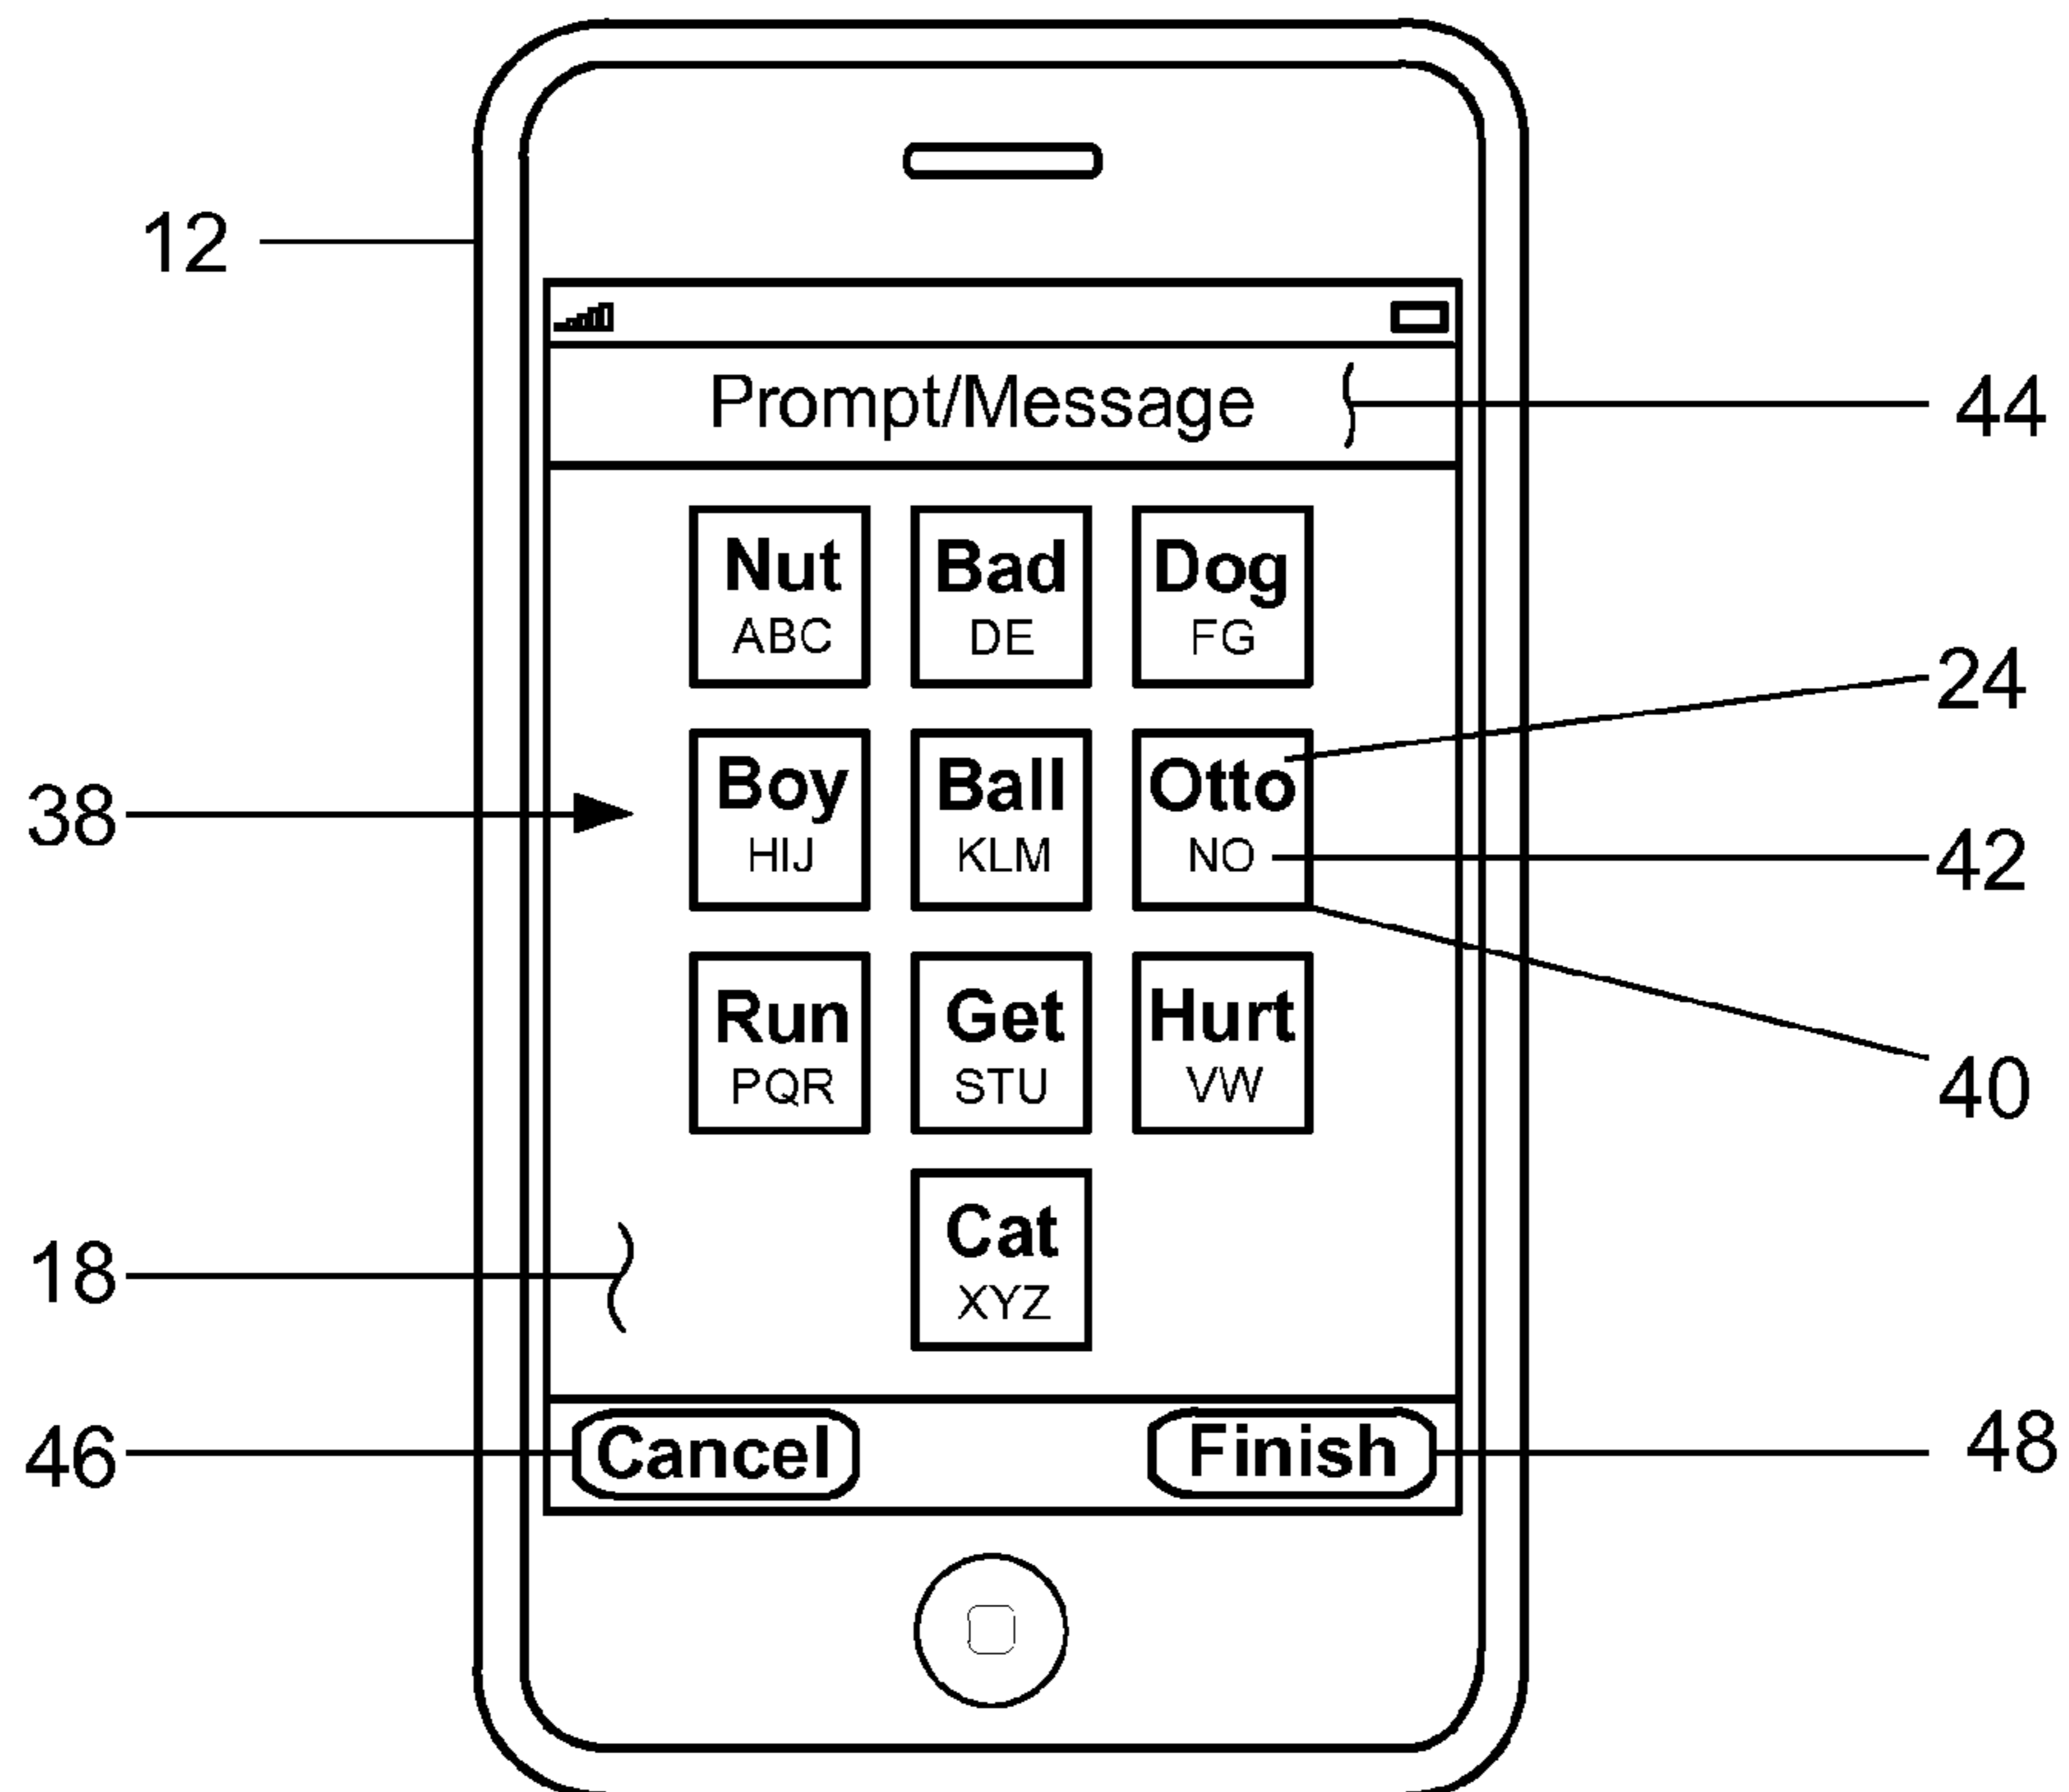 12
Prompt/Message
44
Nut Bad Dog
ABC DE FG
24
Boy Ball Otto
38
HIJ KLM NO
42
Run Get Hurt
PQR STU VW
40
Cat
XYZ
18
46
Cancel Finish
48